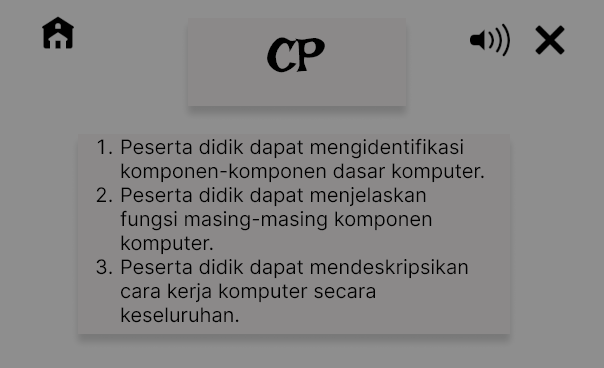 CP
1. Peserta didik dapat mengidentifikasi
komponen-komponen dasar komputer.
2. Peserta didik dapat menjelaskan
fungsi masing-masing komponen
komputer.
3. Peserta didik dapat mendeskripsikan
cara kerja komputer secara
keseluruhan.